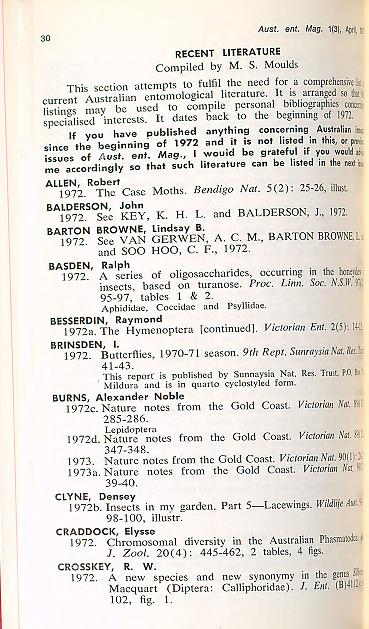 30
Aust. ent. Mag. 1(3), April,
RECENT LITERATURE
Compiled by M. S. Moulds
This section attempts to fulfil the need for a comprehensive
current Australian entomological literature. It is arranged so that
listings may be used to compile personal bibliographies
specialised interests. It dates back to the beginning of 1972.
If you have published anything concerning Australian
since the beginning of 1972 and it is not listed in this, or
issues of Aust. ent. Mag., I would be grateful if you would
me accordingly so that such literature can be listed in the next
ALLEN, Robert
1972. The Case Moths. Bendigo Nat. 5(2): 25-26, illust.
BALDERSON, John
1972. See KEY, K. H. L. and BALDERSON, J., 1972.
BARTON BROWNE, Lindsay B.
1972. See VAN GERWEN, A. C. M., BARTON BROWNE,
and SOO HOO, C. F., 1972.
BASDEN, Ralph
1972. A series of oligosaccharides, occurring in the
insects, based on turanose. Proc. Linn. Soc. N.S.W.
95-97, tables 1 & 2.
Aphididae, Coccidae and Psyllidae.
BESSERDIN, Raymond
1972a. The Hymenoptera [continued]. Victorian Ent. 2(5):
BRINSDEN, I.
1972. Butterflies, 1970-71 season. 9th Rept. Sunraysia Nat. Res.
41-43.
This report is published by Sunnaysia Nat. Res. Trust, P.O.
Mildura and is in quarto cyclostyled form.
BURNS, Alexander Noble
1972c. Nature notes from the Gold Coast. Victorian Nat.
285-286.
Lepidoptera
1972d. Nature notes from the Gold Coast. Victorian Nat.
347-348.
1973. Nature notes from the Gold Coast. Victorian Nat. 90(1):
1973a. Nature notes from the Gold Coast. Victorian Nat.
39-40.
CLYNE, Densey
1972b. Insects in my garden. Part 5—Lacewings. Wildlife Aust.
98-100, illustr.
CRADDOCK, Elysse
1972. Chromosomal diversity in the Australian Phasmatodea.
J. Zool. 20(4): 445-462, 2 tables, 4 figs.
CROSSKEY, R. W.
1972. A new species and new synonymy in the genus
Macquart (Diptera: Calliphoridae). J. Ent. (B)41(2):
102, fig. 1.